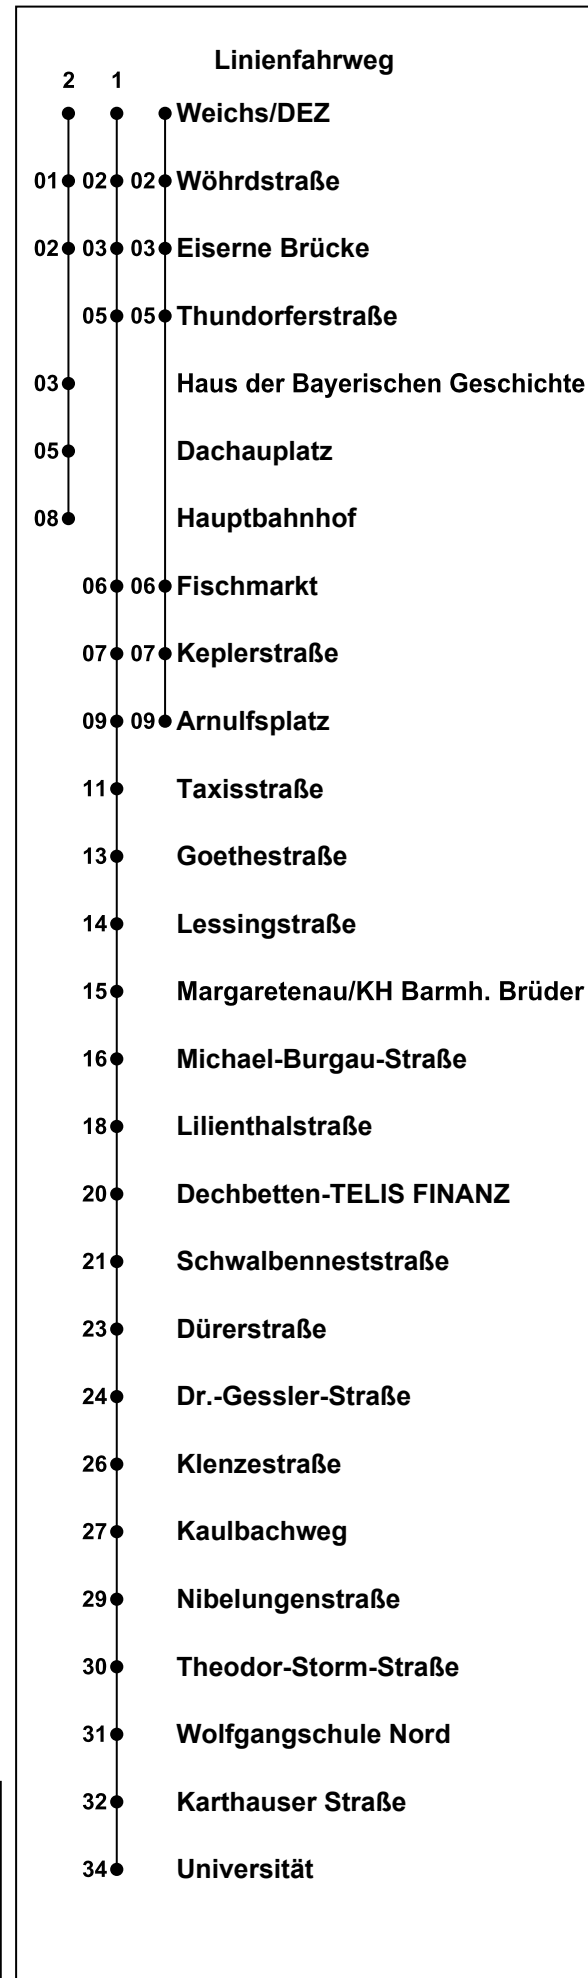 Linienfahrweg
2 1
Weichs/DEZ
01 02 02 Wöhrdstraße
02 03 03 Eiserne Brücke
05 05 Thundorferstraße
03 Haus der Bayerischen Geschichte
05 Dachauplatz
08 Hauptbahnhof
06 06 Fischmarkt
07 07 Keplerstraße
09 09 Arnulfsplatz
11 Taxisstraße
13 Goethestraße
14 Lessingstraße
15 Margaretenau/KH Barmh. Brüder
16 Michael-Burgau-Straße
18 Lilienthalstraße
20 Dechbetten-TELIS FINANZ
21 Schwalbenneststraße
23 Dürerstraße
24 Dr.-Gessler-Straße
26 Klenzestraße
27 Kaulbachweg
29 Nibelungenstraße
30 Theodor-Storm-Straße
31 Wolfgangschule Nord
32 Karthauser Straße
34 Universität